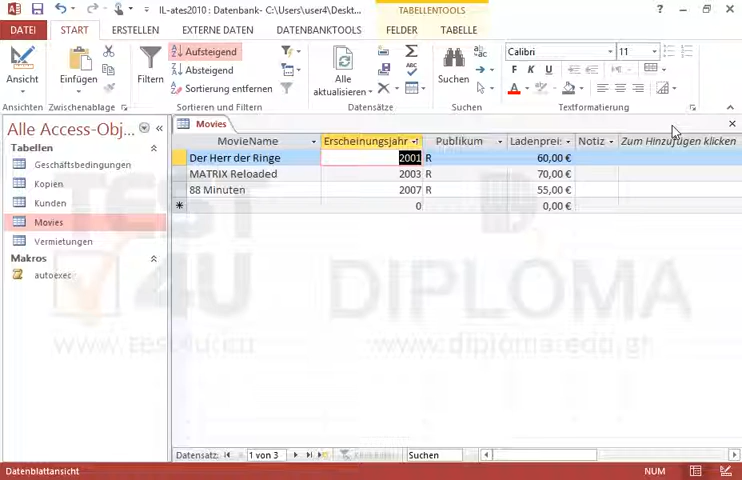 IL-ates2010 : Datenbank- C:\Users\user4\Deskt...
TABELLENTOOLS
DATEI
START
ERSTELLEN
EXTERNE DATEN
DATENBANKTOOLS
FELDER
TABELLE
Ansicht
Einfügen
Filtern
Aufsteigend
Absteigend
Sortierung entfernen
Alle
aktualisieren
Suchen
Calibri
11
F K U
Ansichten
Zwischenablage
Sortieren und Filtern
Datensätze
Suchen
Textformatierung
Alle Access-Obj...
Tabellen
Geschäftsbedingungen
Kopien
Kunden
Movies
Vermietungen
Makros
autoexec
Movies
MovieName Erscheinungsjahr Publikum Ladenpreis Notiz Zum Hinzufügen klicken
Der Herr der Ringe 2001 R 60,00 €
MATRIX Reloaded 2003 R 70,00 €
88 Minuten 2007 R 55,00 €
0 0,00 €
TEST
4U
DIPLOMA
www.test4u.eu
www.diploma.edu.gr
Datensatz: 1 von 3
Suchen
Datenblattansicht
NUM